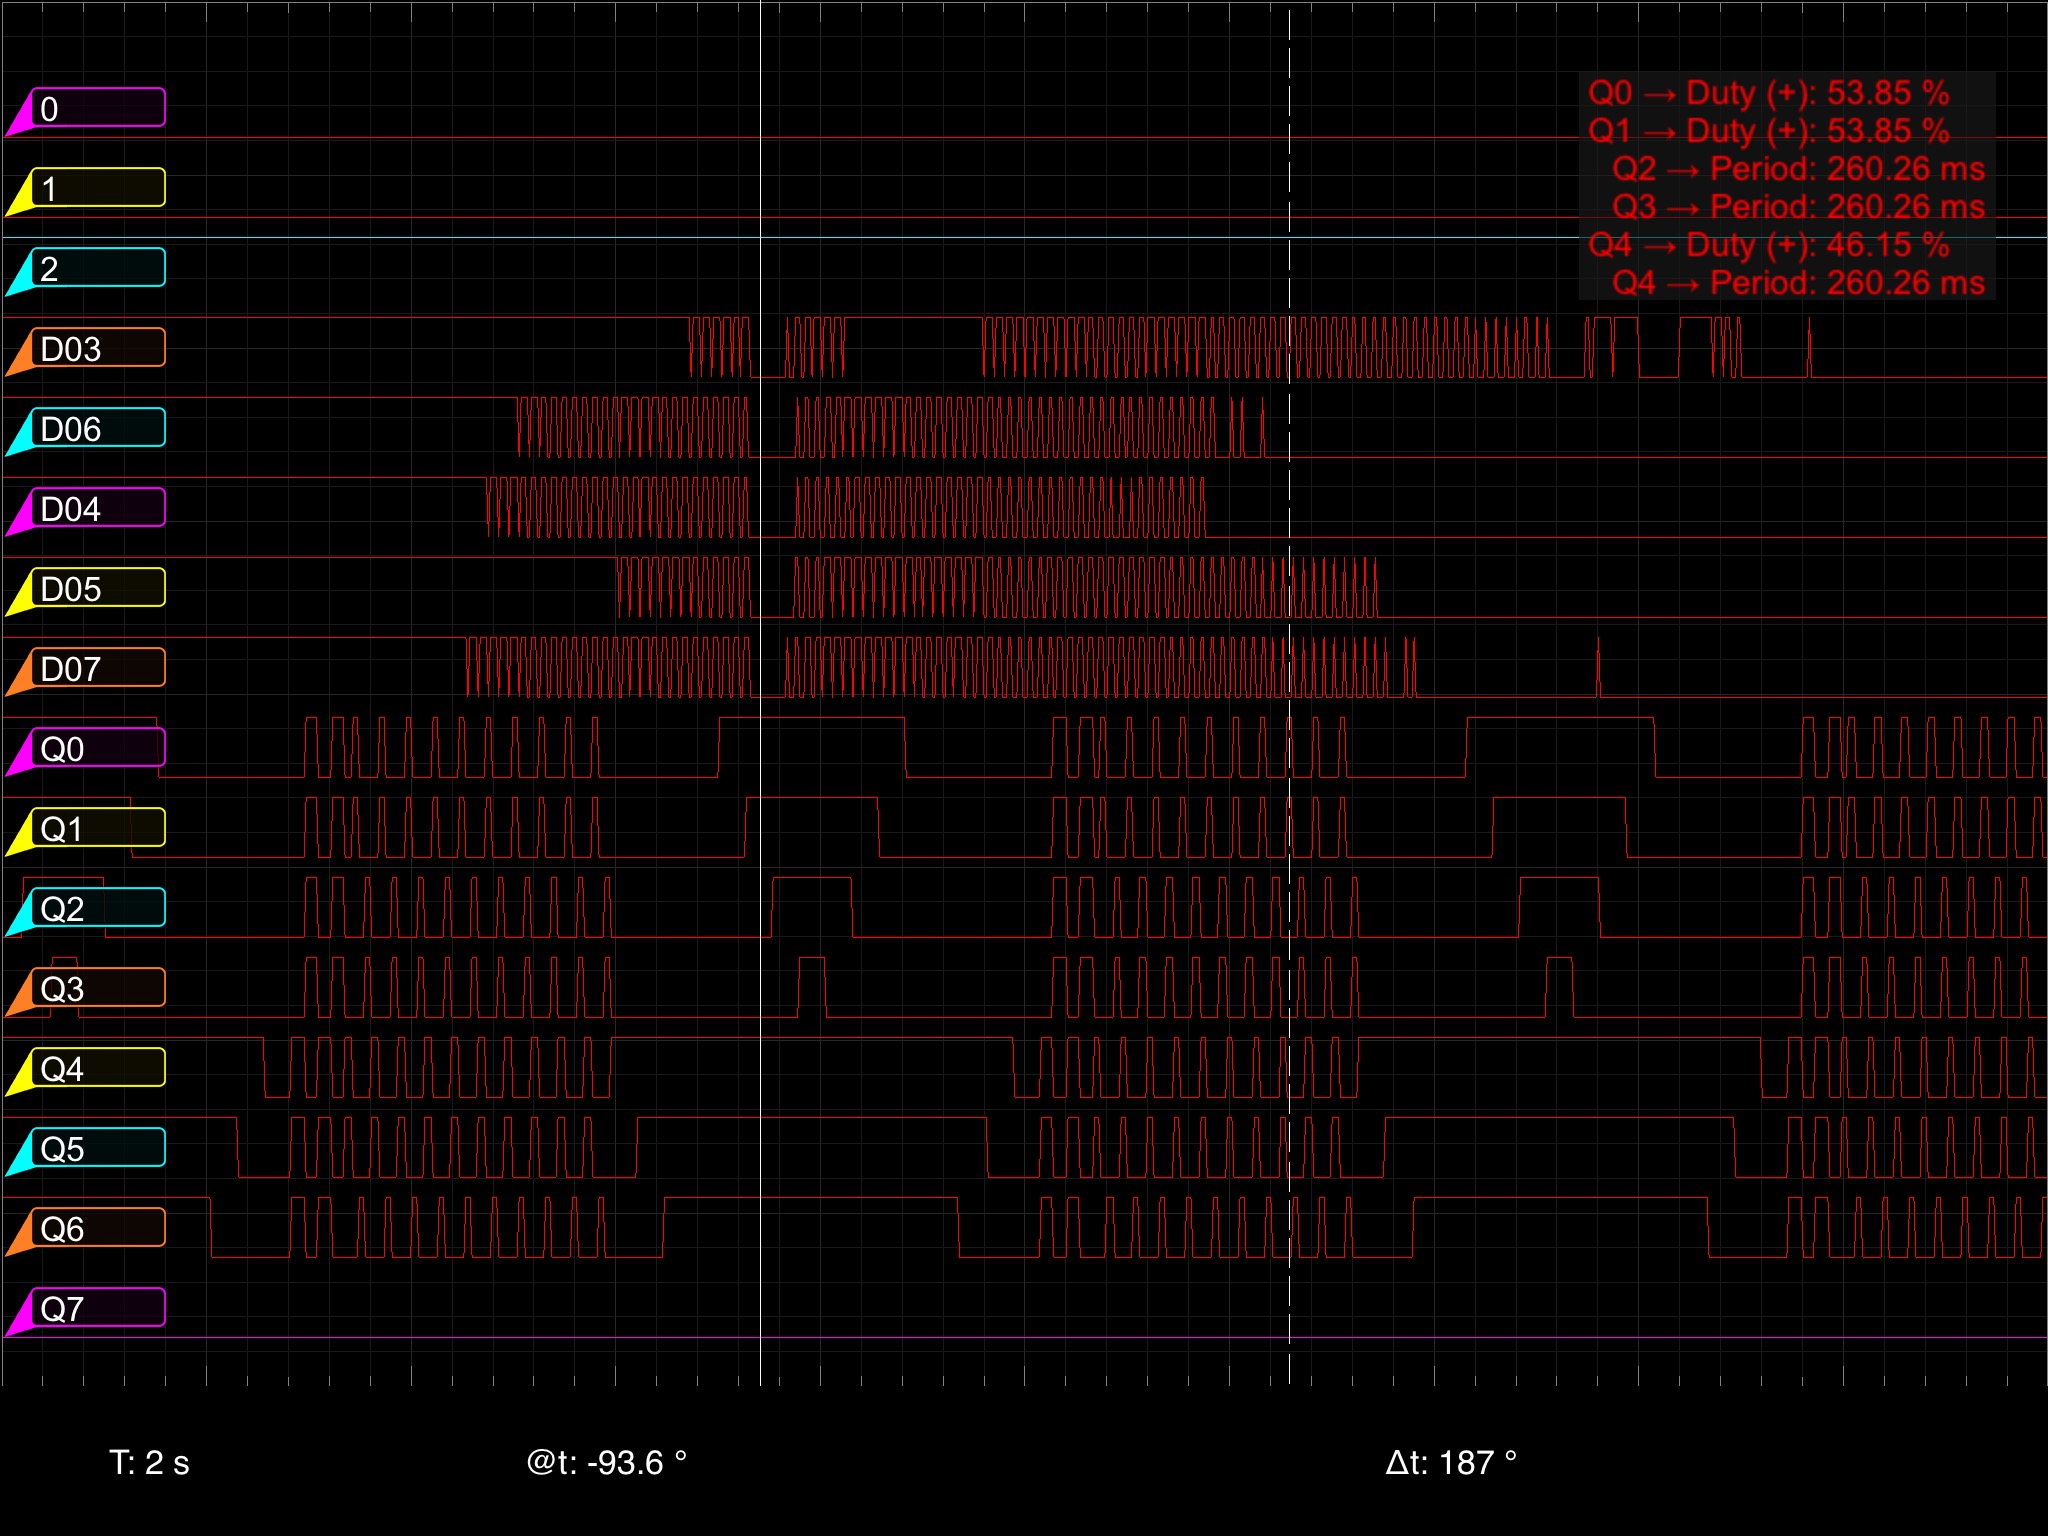 0
Q0 → Duty (+): 53.85 %
Q1 → Duty (+): 53.85 %
Q2 → Period: 260.26 ms
Q3 → Period: 260.26 ms
Q4 → Duty (+): 46.15 %
Q4 → Period: 260.26 ms
1
2
D03
D06
D04
D05
D07
Q0
Q1
Q2
Q3
Q4
Q5
Q6
Q7
T: 2 s
@t: -93.6 °
Δt: 187 °